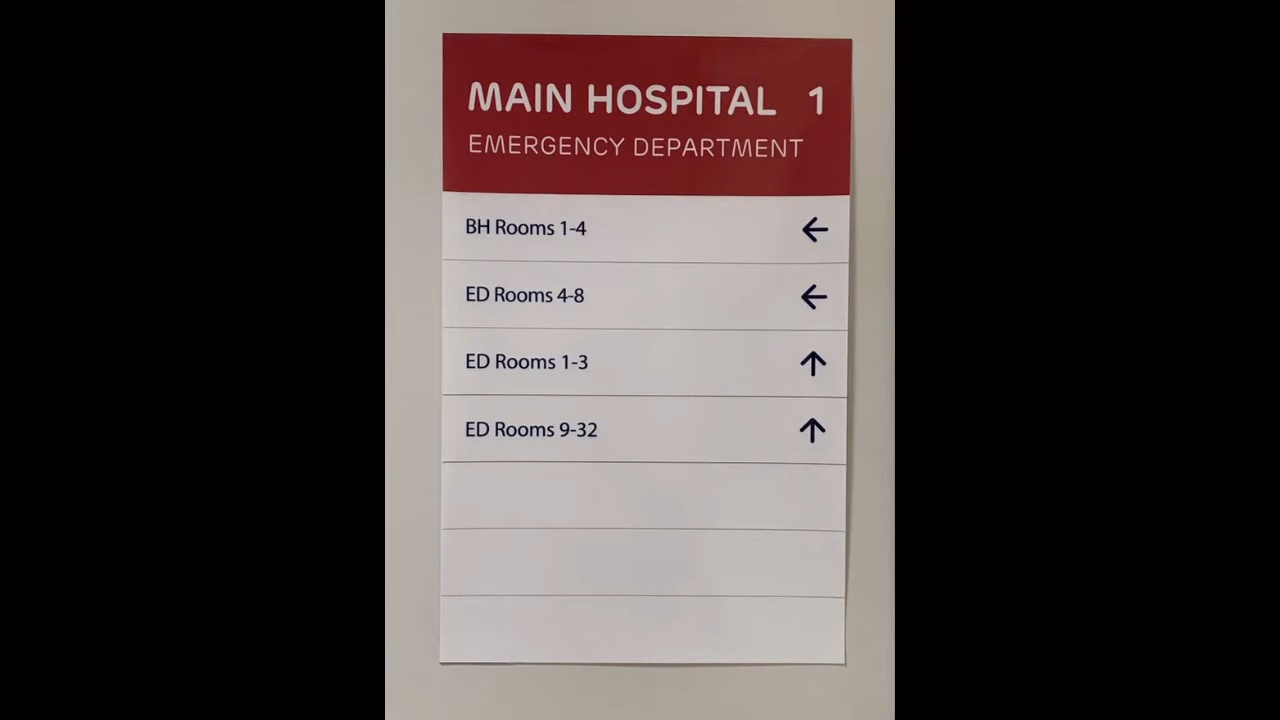 MAIN HOSPITAL 1
EMERGENCY DEPARTMENT
BH Rooms 1-4 ←
ED Rooms 4-8 ←
ED Rooms 1-3 ↑
ED Rooms 9-32 ↑